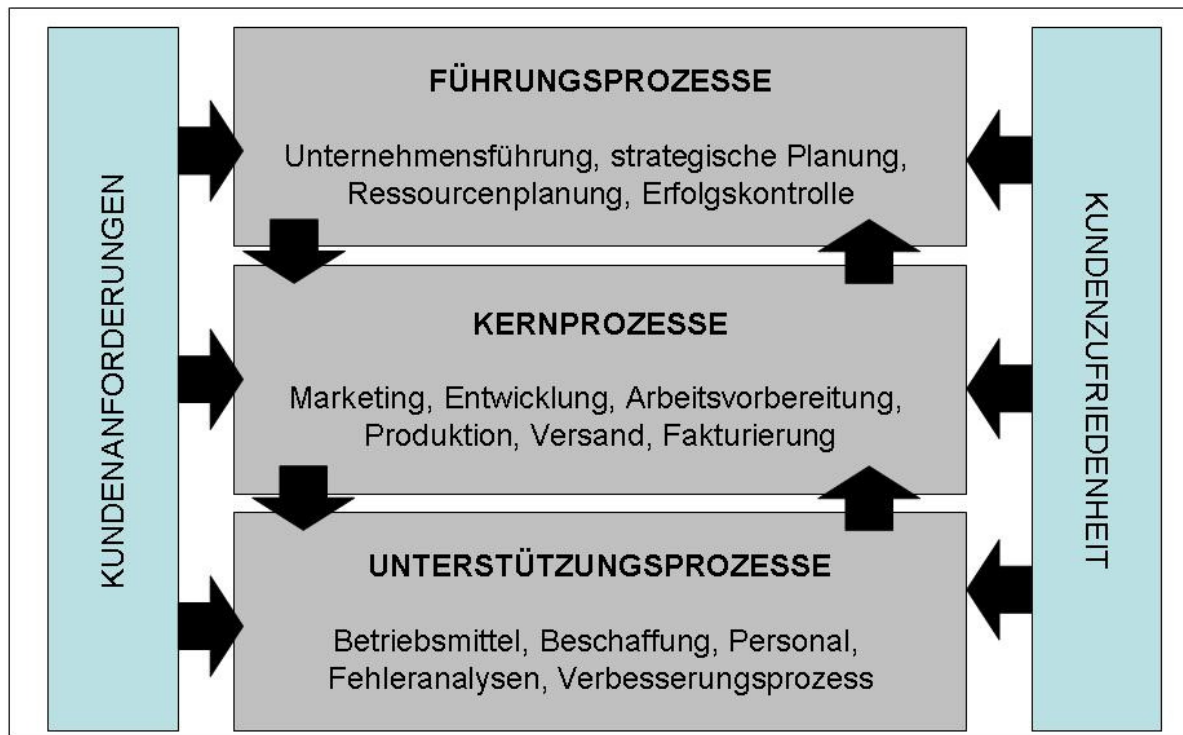 KUNDENANFORDERUNGEN
FÜHRUNGSPROZESSE
Unternehmensführung, strategische Planung,
Ressourcenplanung, Erfolgskontrolle
KERNPROZESSE
Marketing, Entwicklung, Arbeitsvorbereitung,
Produktion, Versand, Fakturierung
UNTERSTÜTZUNGSPROZESSE
Betriebsmittel, Beschaffung, Personal,
Fehleranalysen, Verbesserungsprozess
KUNDENZUFRIEDENHEIT